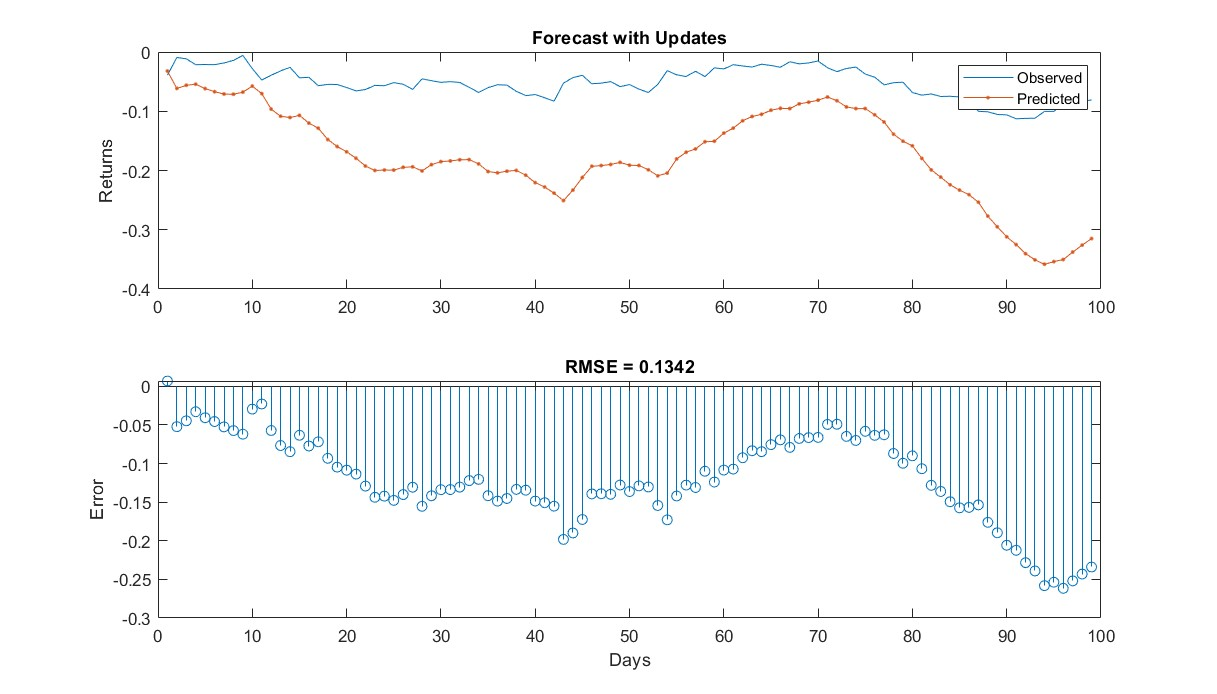 Forecast with Updates
0
-0.1
-0.2
-0.3
-0.4
Returns
Observed
Predicted
0 10 20 30 40 50 60 70 80 90 100
RMSE = 0.1342
0
-0.05
-0.1
-0.15
-0.2
-0.25
-0.3
Error
0 10 20 30 40 50 60 70 80 90 100
Days